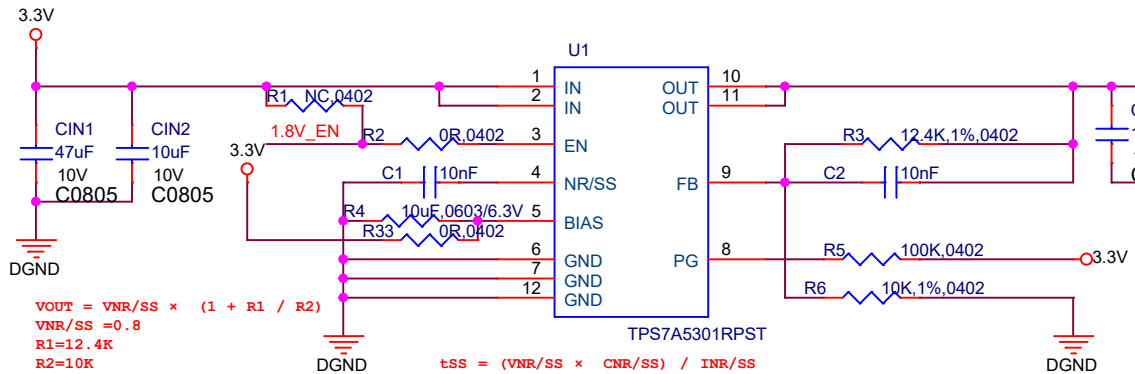 3.3V
U1
1
IN
OUT
10
2
IN
OUT
11
R1
NC,0402
1.8V_EN
R2
0R,0402
3
EN
R3
12.4K,1%,0402
CIN1
47uF
10V
C0805
CIN2
10uF
10V
C0805
3.3V
C1
10nF
4
NR/SS
FB
9
C2
10nF
R4
10uF,0603/6.3V
5
BIAS
R33
0R,0402
6
GND
PG
8
R5
100K,0402
3.3V
7
GND
12
GND
R6
10K,1%,0402
DGND
TPS7A5301RPST
VOUT = VNR/SS × (1 + R1 / R2)
VNR/SS =0.8
R1=12.4K
R2=10K
DGND
tSS = (VNR/SS × CNR/SS) / INR/SS
DGND